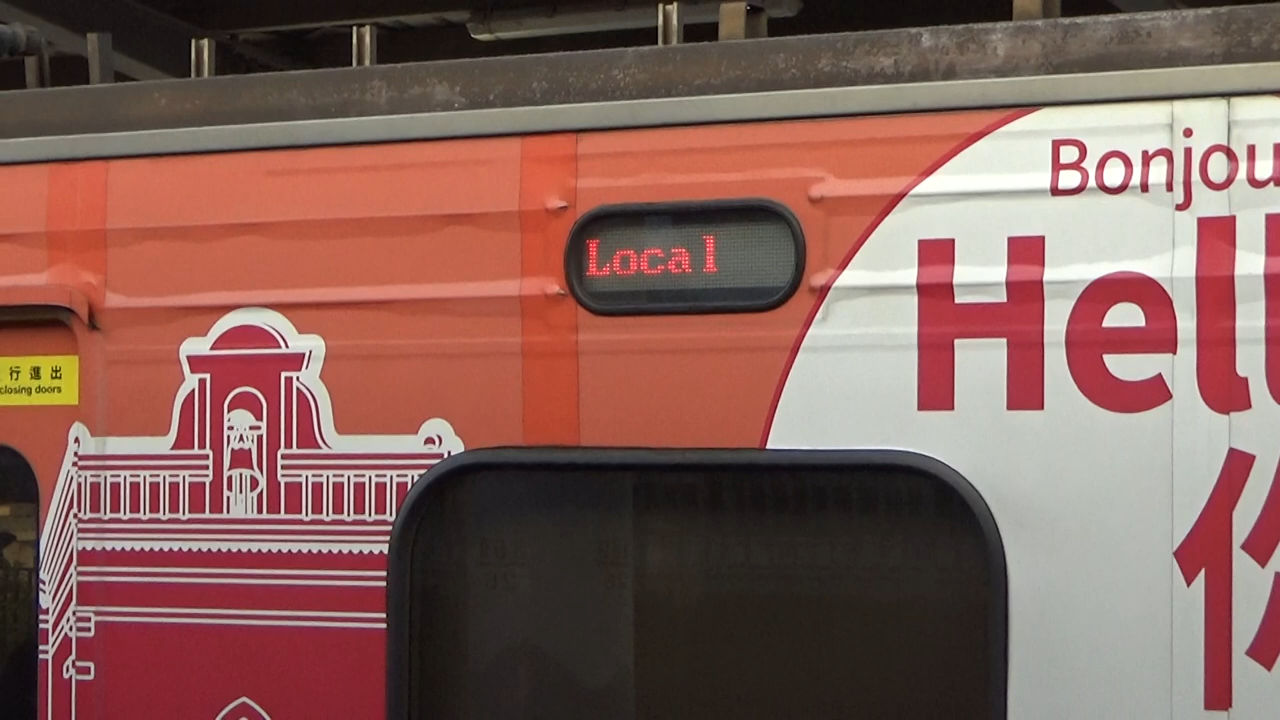 Bonjou
Local
Hell
行進出
closing doors
你